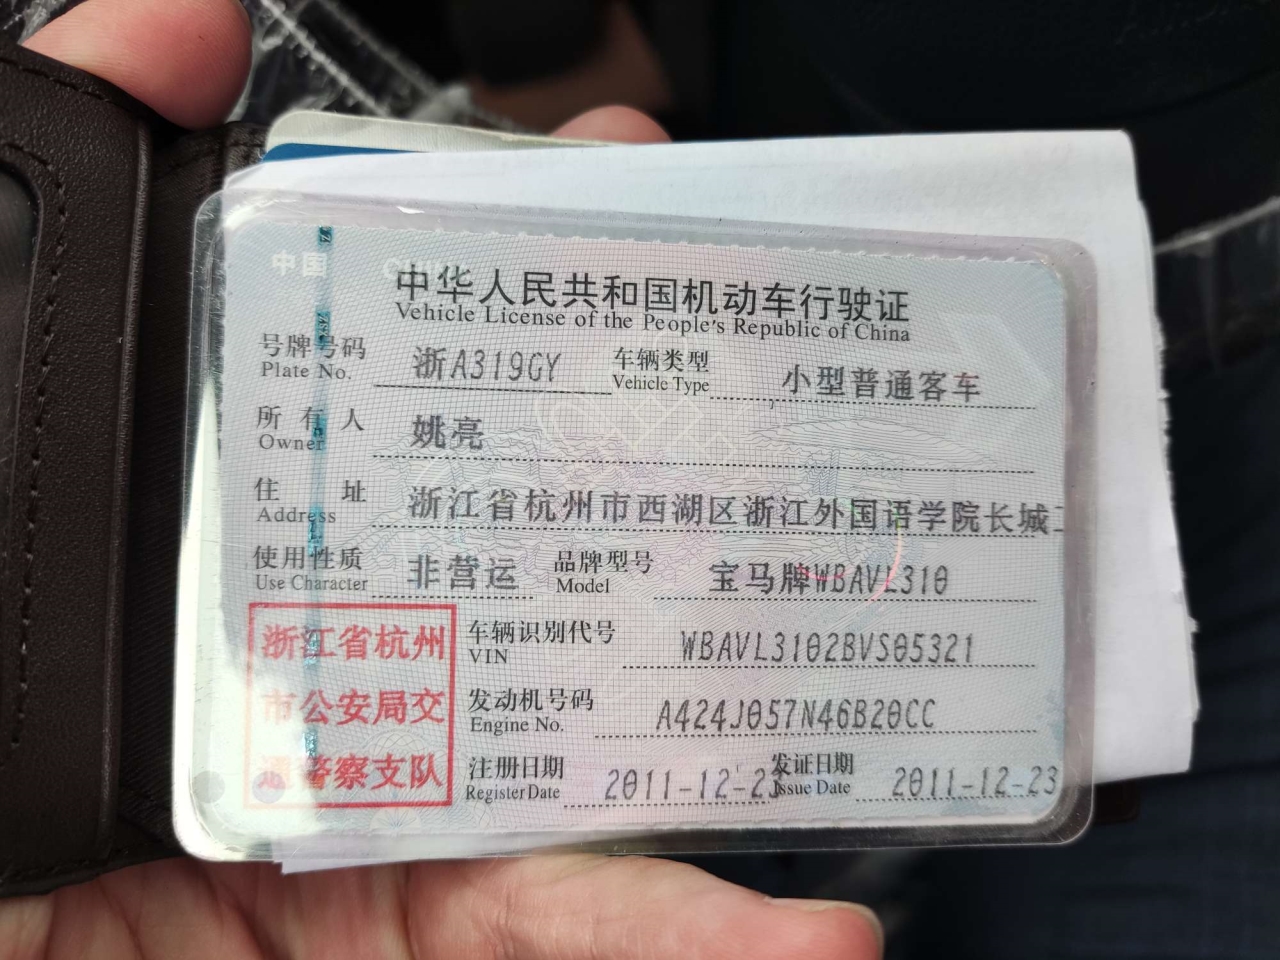 中国 CHINA
中华人民共和国机动车行驶证
Vehicle License of the People's Republic of China
号牌号码 浙A319GY 车辆类型 小型普通客车
Plate No. Vehicle Type
所有人 姚亮
Owner
住址 浙江省杭州市西湖区浙江外国语学院长城
Address
使用性质 非营运 品牌型号 宝马牌WBAVL310
Use Character Model
浙江省杭州
市公安局交
通警察支队
车辆识别代号 WBAVL3102BVS05321
VIN
发动机号码 A424J057N46B20CC
Engine No.
注册日期 2011-12-23 发证日期 2011-12-23
Register Date Issue Date